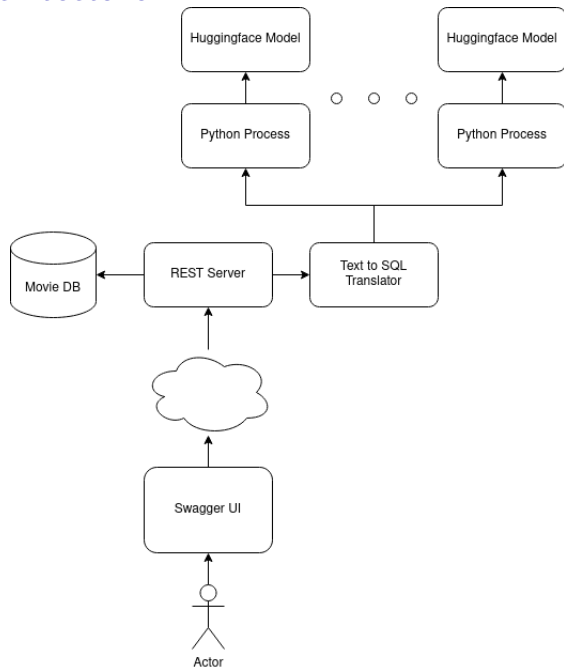 Huggingface Model
Huggingface Model
Python Process
Python Process
Movie DB
REST Server
Text to SQL
Translator
Swagger UI
Actor